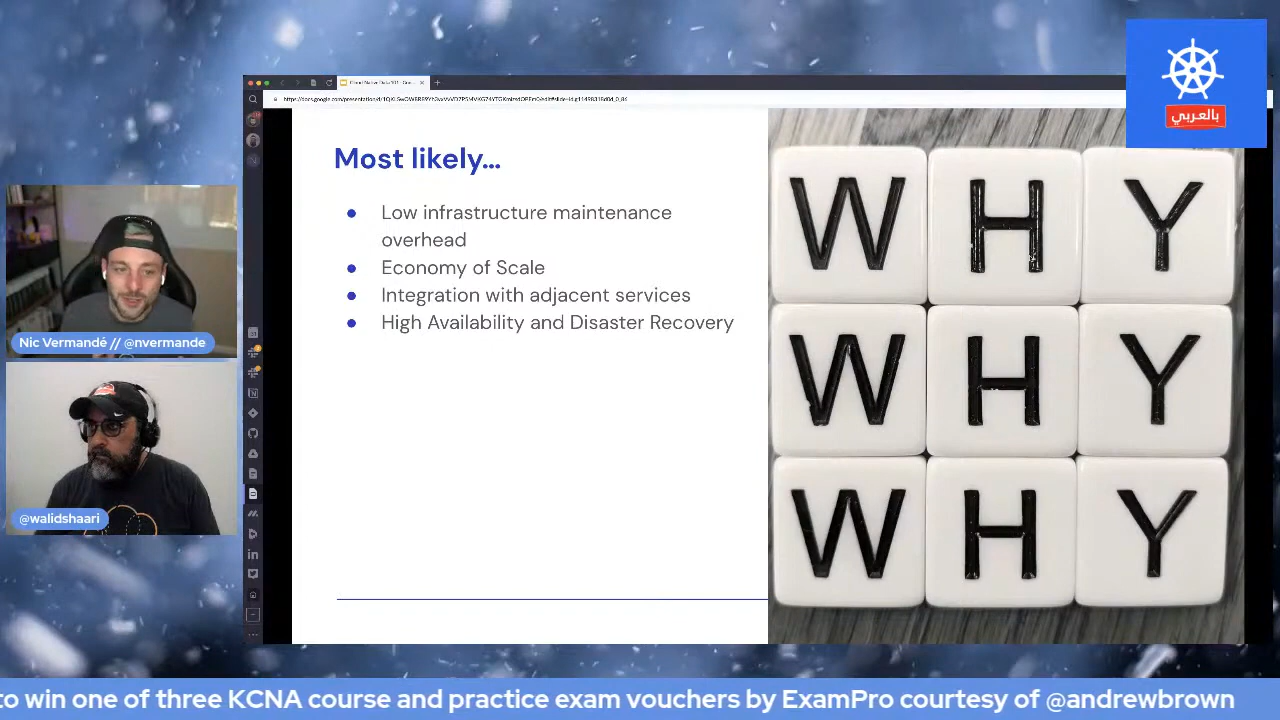 بالعربي
Most likely...
Low infrastructure maintenance
overhead
Economy of Scale
Integration with adjacent services
High Availability and Disaster Recovery
W H Y
W H Y
W H Y
Nic Vermandé // @nvermande
@walidshaari
to win one of three KCNA course and practice exam vouchers by ExamPro courtesy of @andrewbrown